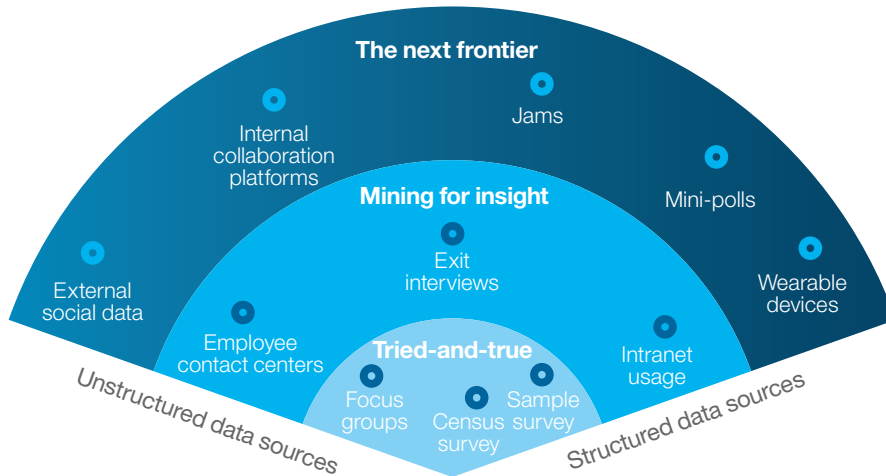 The next frontier
Jams
Internal
collaboration
platforms
Mini-polls
External
social data
Wearable
devices
Mining for insight
Exit
interviews
Employee
contact centers
Intranet
usage
Tried-and-true
Focus
groups
Census
survey
Sample
survey
Unstructured data sources
Structured data sources